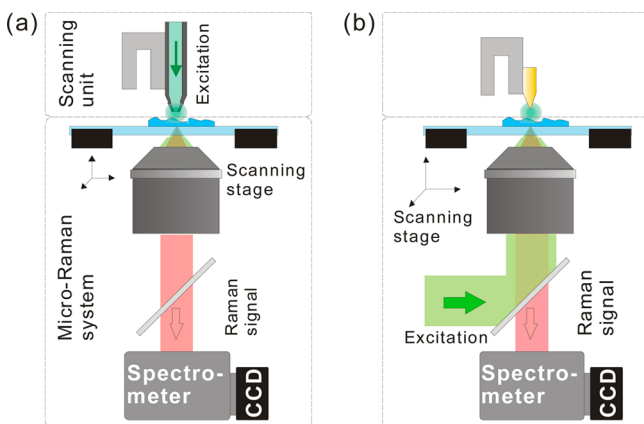 (a)
Scanning
unit
Excitation
Scanning
stage
Micro-Raman
system
Raman
signal
Spectro-
meter
CCD
(b)
Scanning
stage
Excitation
Raman
signal
Spectro-
meter
CCD